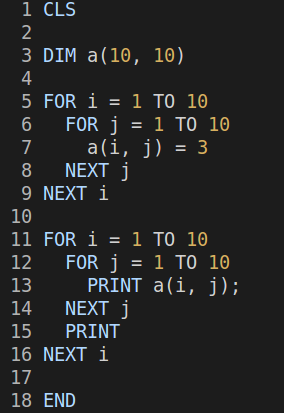 1 CLS
2
3 DIM a(10, 10)
4
5 FOR i = 1 TO 10
6   FOR j = 1 TO 10
7     a(i, j) = 3
8   NEXT j
9 NEXT i
10
11 FOR i = 1 TO 10
12   FOR j = 1 TO 10
13     PRINT a(i, j);
14   NEXT j
15   PRINT
16 NEXT i
17
18 END